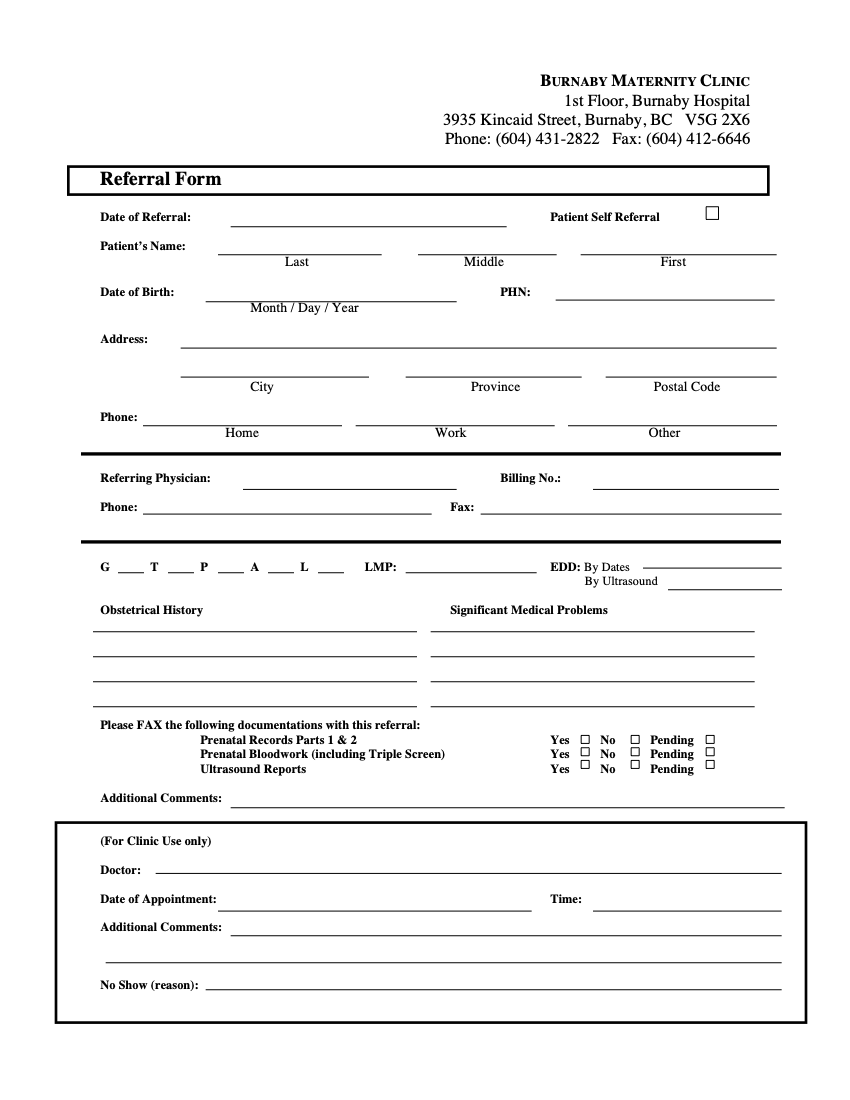 BURNABY MATERNITY CLINIC
1st Floor, Burnaby Hospital
3935 Kincaid Street, Burnaby, BC V5G 2X6
Phone: (604) 431-2822 Fax: (604) 412-6646
Referral Form
Date of Referral: Patient Self Referral
Patient's Name:
Last Middle First
Date of Birth: PHN:
Month / Day / Year
Address:
City Province Postal Code
Phone:
Home Work Other
Referring Physician: Billing No.:
Phone: Fax:
G T P A L LMP: EDD: By Dates
By Ultrasound
Obstetrical History Significant Medical Problems
Please FAX the following documentations with this referral:
Prenatal Records Parts 1 & 2 Yes No Pending
Prenatal Bloodwork (including Triple Screen) Yes No Pending
Ultrasound Reports Yes No Pending
Additional Comments:
(For Clinic Use only)
Doctor:
Date of Appointment: Time:
Additional Comments:
No Show (reason):